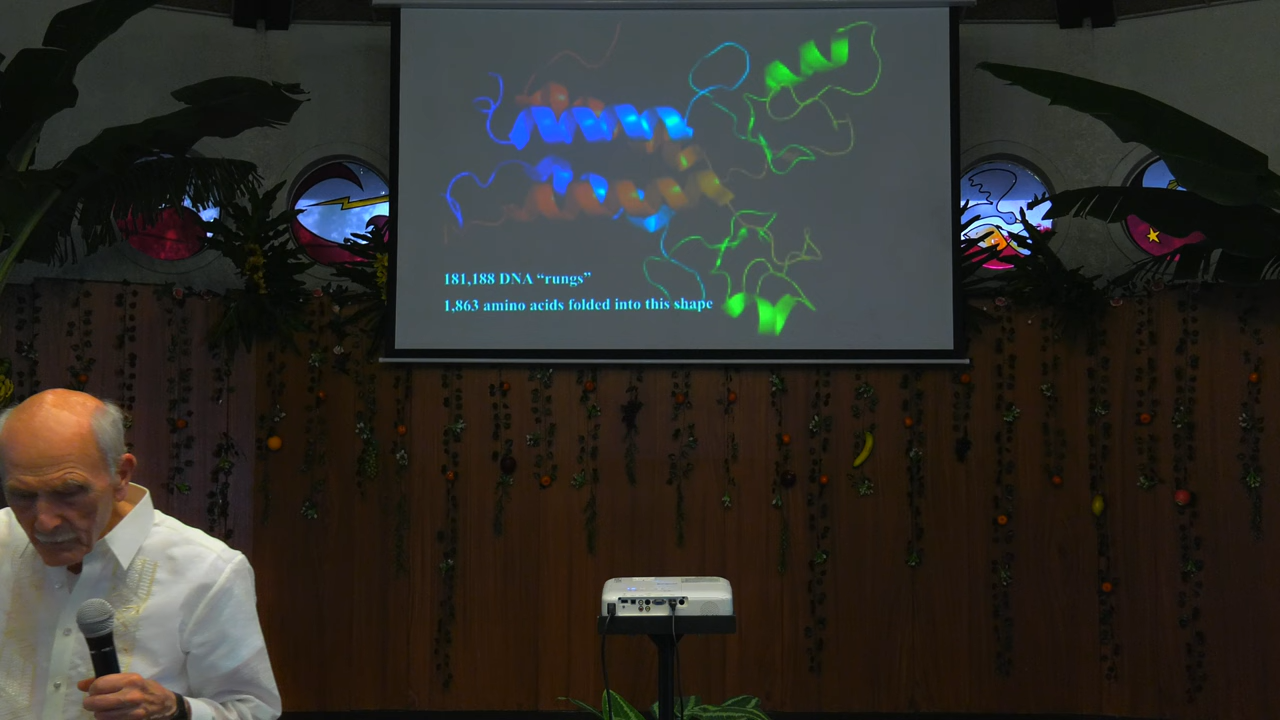 181,188 DNA “rungs”
1,863 amino acids folded into this shape